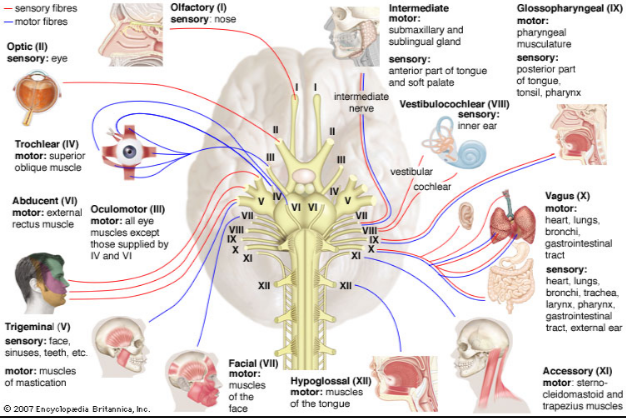 sensory fibres
motor fibres
Olfactory (I)
sensory: nose
Optic (II)
sensory: eye
Trochlear (IV)
motor: superior
oblique muscle
Abducent (VI)
motor: external
rectus muscle
Oculomotor (III)
motor: all eye
muscles except
those supplied by
IV and VI
Trigeminal (V)
sensory: face,
sinuses, teeth, etc.
motor: muscles
of mastication
Facial (VII)
motor:
muscles
of the
face
Hypoglossal (XII)
motor: muscles
of the tongue
Intermediate
motor:
submaxillary and
sublingual gland
sensory:
anterior part of tongue
and soft palate
intermediate
nerve
Glossopharyngeal (IX)
motor:
pharyngeal
musculature
sensory:
posterior part
of tongue,
tonsil, pharynx
Vestibulocochlear (VIII)
sensory:
inner ear
vestibular
cochlear
Vagus (X)
motor:
heart, lungs,
bronchi,
gastrointestinal
tract
sensory:
heart, lungs,
bronchi, trachea,
larynx, pharynx,
gastrointestinal
tract, external ear
Accessory (XI)
motor: sterno-
cleidomastoid and
trapezius muscles
I I
II II
III III
IV IV
V V
VI VI
VII VII
VIII VIII
IX IX
X X
XI XI
XII XII
© 2007 Encyclopædia Britannica, Inc.